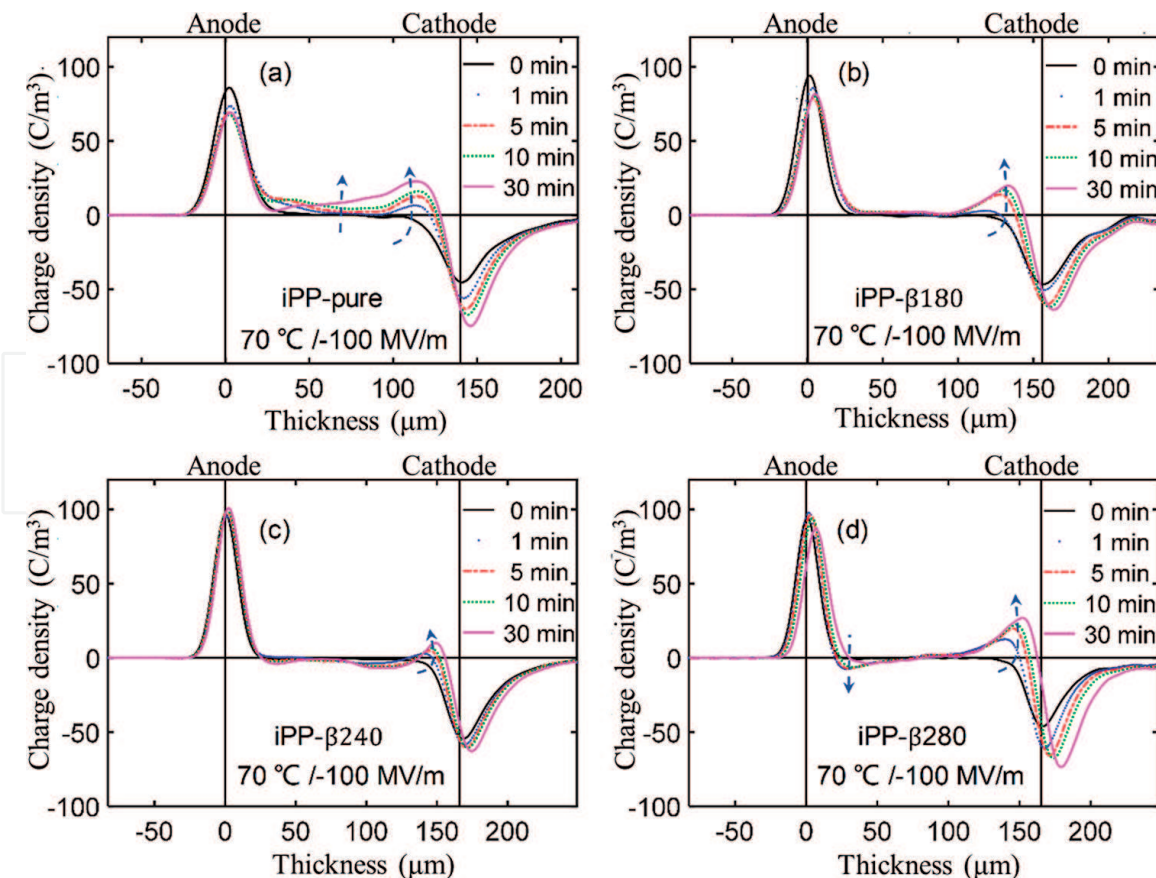 Anode Cathode
(a)
0 min
1 min
5 min
10 min
30 min
Charge density (C/m³)
100
50
0
-50
-100
iPP-pure
70 ℃ /-100 MV/m
-50 0 50 100 150 200
Thickness (μm)
Anode Cathode
(b)
0 min
1 min
5 min
10 min
30 min
Charge density (C/m³)
100
50
0
-50
-100
iPP-β180
70 ℃ /-100 MV/m
-50 0 50 100 150 200
Thickness (μm)
Anode Cathode
(c)
0 min
1 min
5 min
10 min
30 min
Charge density (C/m³)
100
50
0
-50
-100
iPP-β240
70 ℃ /-100 MV/m
-50 0 50 100 150 200
Thickness (μm)
Anode Cathode
(d)
0 min
1 min
5 min
10 min
30 min
Charge density (C/m³)
100
50
0
-50
-100
iPP-β280
70 ℃ /-100 MV/m
-50 0 50 100 150 200
Thickness (μm)